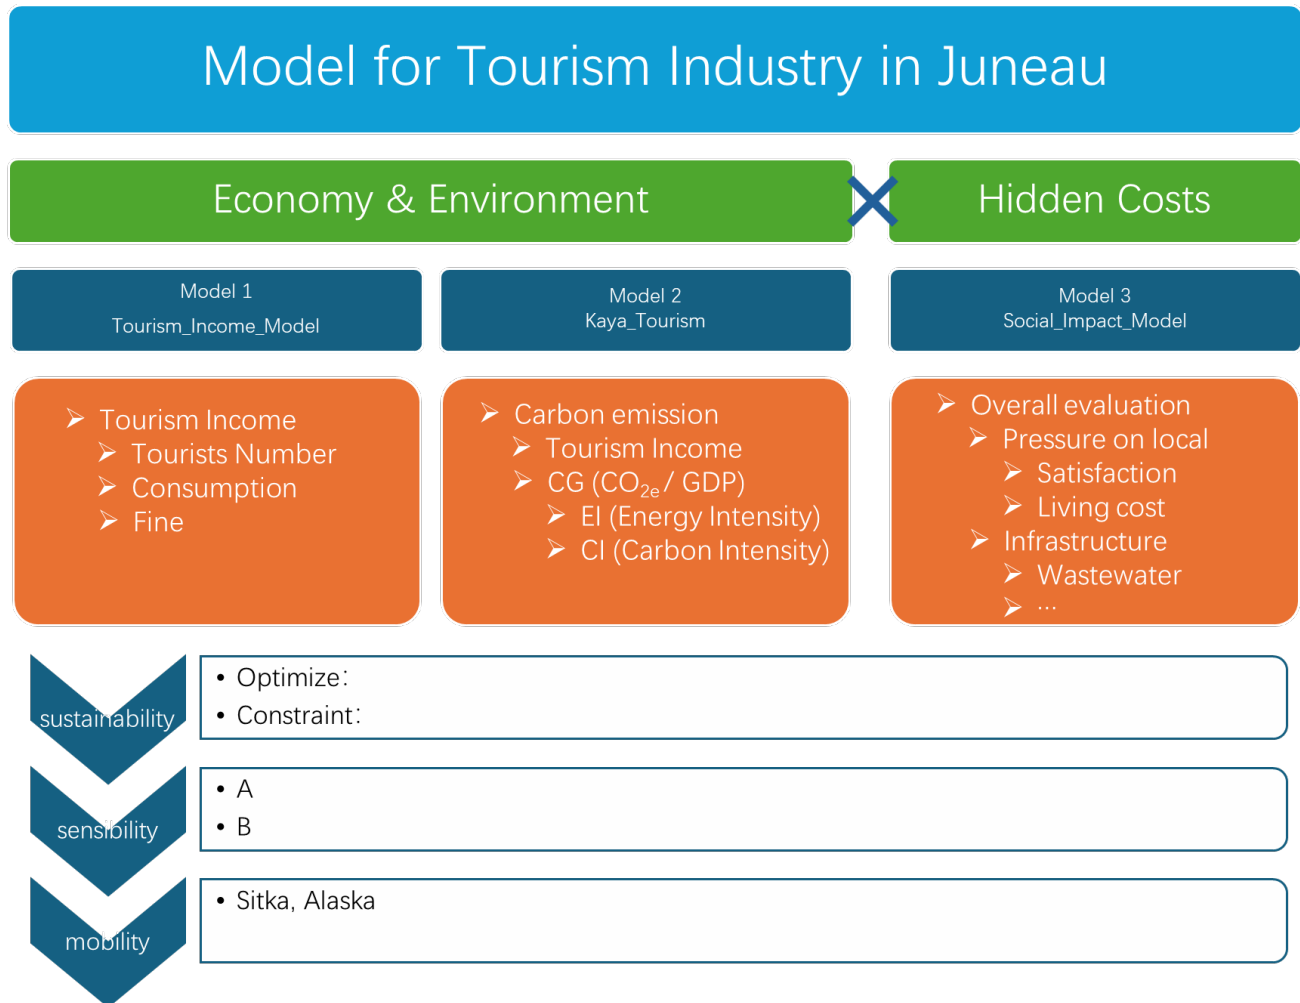 Model for Tourism Industry in Juneau
Economy & Environment
Hidden Costs
Model 1
Tourism_Income_Model
Model 2
Kaya_Tourism
Model 3
Social_Impact_Model
➢ Tourism Income
➢ Tourists Number
➢ Consumption
➢ Fine
➢ Carbon emission
➢ Tourism Income
➢ CG (CO₂ₑ / GDP)
➢ EI (Energy Intensity)
➢ CI (Carbon Intensity)
➢ Overall evaluation
➢ Pressure on local
➢ Satisfaction
➢ Living cost
➢ Infrastructure
➢ Wastewater
➢ ...
sustainability
• Optimize:
• Constraint:
sensibility
• A
• B
mobility
• Sitka, Alaska